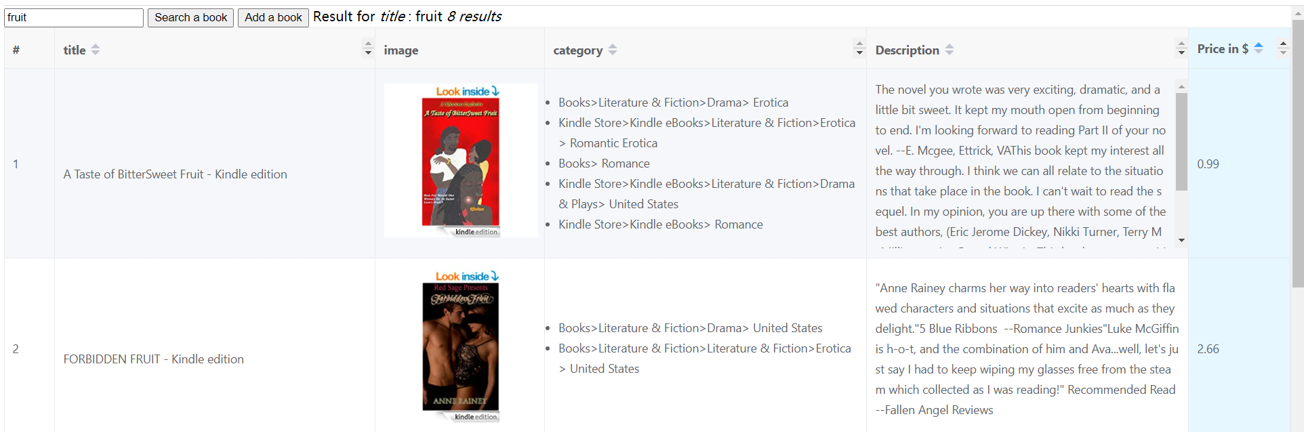 fruit Search a book Add a book Result for title : fruit 8 results
# title image category Description Price in $
1
A Taste of BitterSweet Fruit - Kindle edition
Look inside
A Taste of BitterSweet Fruit
kindle edition
Books>Literature & Fiction>Drama> Erotica
Kindle Store>Kindle eBooks>Literature & Fiction>Erotica
> Romantic Erotica
Books> Romance
Kindle Store>Kindle eBooks>Literature & Fiction>Drama
& Plays> United States
Kindle Store>Kindle eBooks> Romance
The novel you wrote was very exciting, dramatic, and a
little bit sweet. It kept my mouth open from beginning
to end. I'm looking forward to reading Part II of your no
vel. --E. Mcgee, Ettrick, VAThis book kept my interest all
the way through. I think we can all relate to the situatio
ns that take place in the book. I can't wait to read the s
equel. In my opinion, you are up there with some of the
best authors, (Eric Jerome Dickey, Nikki Turner, Terry M
0.99
2
FORBIDDEN FRUIT - Kindle edition
Look inside
Red Sage Presents
Forbidden Fruit
ANNE RAINEY
kindle edition
Books>Literature & Fiction>Drama> United States
Books>Literature & Fiction>Literature & Fiction>Erotica
> United States
"Anne Rainey charms her way into readers' hearts with fla
wed characters and situations that excite as much as they
delight."5 Blue Ribbons --Romance Junkies"Luke McGiffin
is h-o-t, and the combination of him and Ava...well, let's ju
st say I had to keep wiping my glasses free from the stea
m which collected as I was reading!" Recommended Read
--Fallen Angel Reviews
2.66